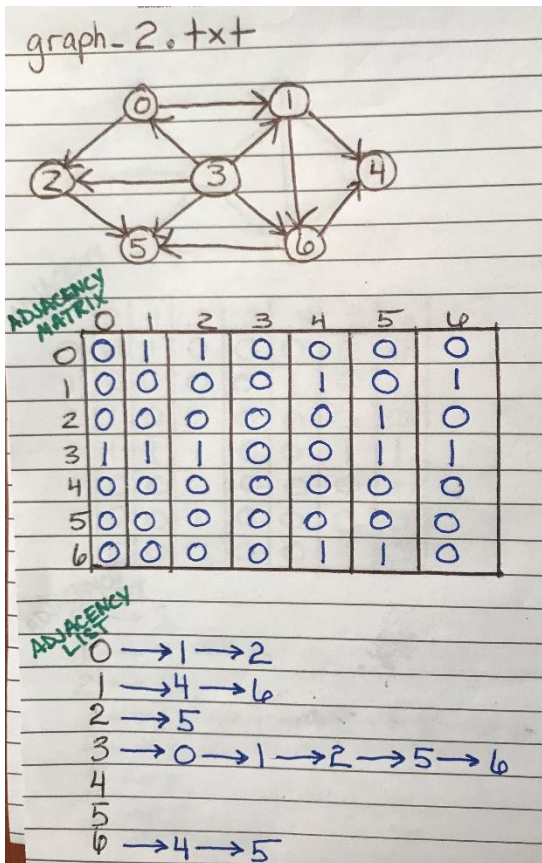 graph_2.txt
0 1
2 3 4
5 6
ADJACENCY
MATRIX
0 1 2 3 4 5 6
0 0 1 1 0 0 0 0
1 0 0 0 0 1 0 1
2 0 0 0 0 0 1 0
3 1 1 1 0 0 1 1
4 0 0 0 0 0 0 0
5 0 0 0 0 0 0 0
6 0 0 0 0 1 1 0
ADJACENCY
LIST
0 → 1 → 2
1 → 4 → 6
2 → 5
3 → 0 → 1 → 2 → 5 → 6
4
5
6 → 4 → 5